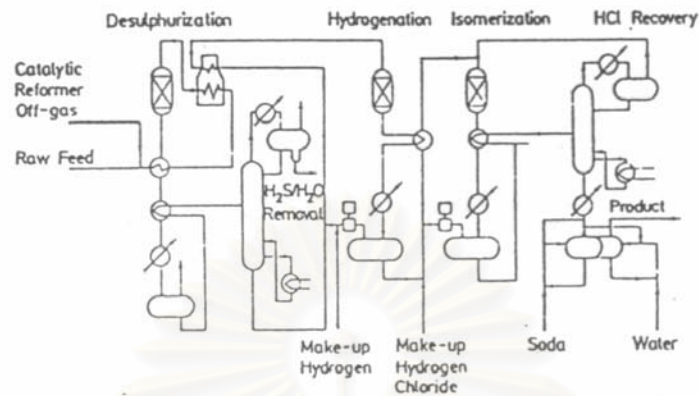 Desulphurization
Hydrogenation
Isomerization
HCl Recovery
Catalytic
Reformer
Off-gas
Raw Feed
H₂S/H₂O
Removal
Product
Make-up
Hydrogen
Make-up
Hydrogen
Chloride
Soda
Water